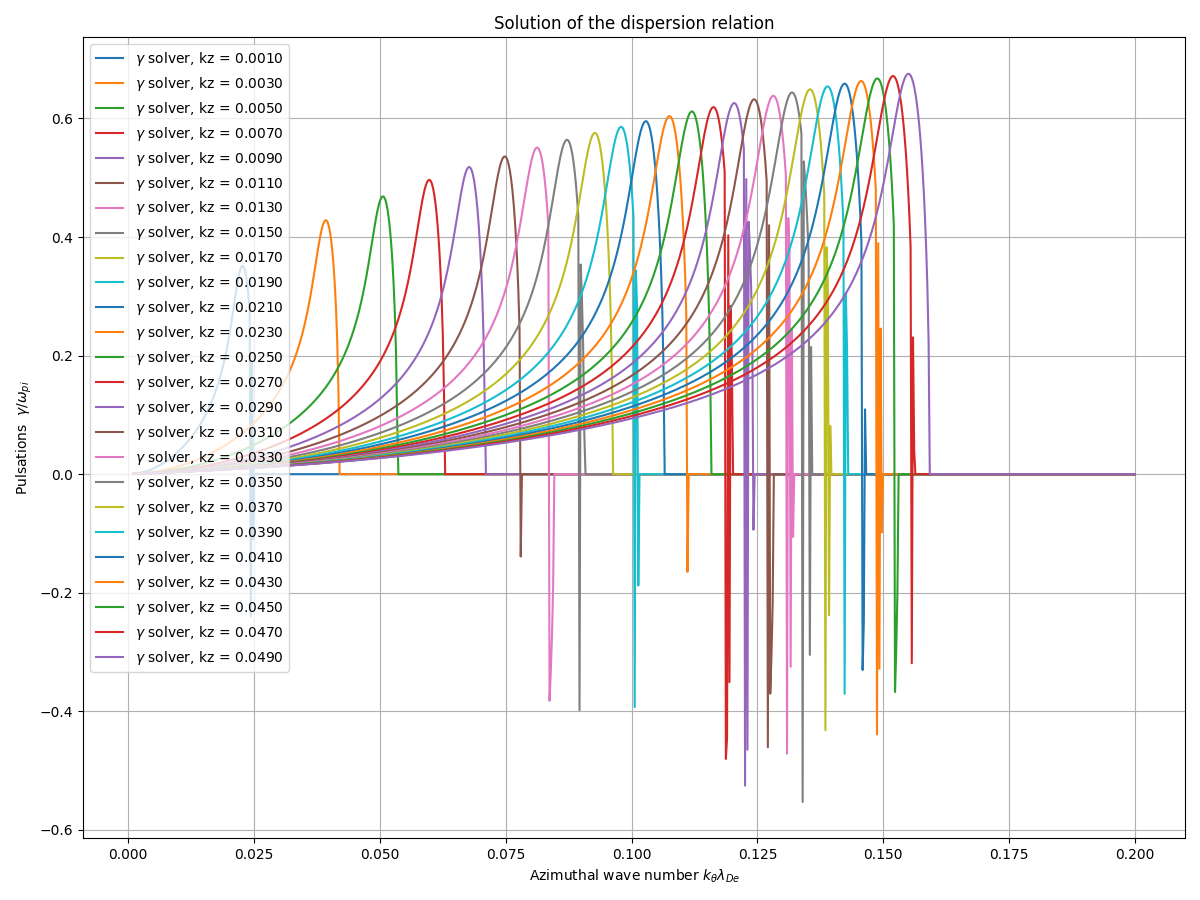 Solution of the dispersion relation
γ solver, kz = 0.0010
γ solver, kz = 0.0030
γ solver, kz = 0.0050
γ solver, kz = 0.0070
γ solver, kz = 0.0090
γ solver, kz = 0.0110
γ solver, kz = 0.0130
γ solver, kz = 0.0150
γ solver, kz = 0.0170
γ solver, kz = 0.0190
γ solver, kz = 0.0210
γ solver, kz = 0.0230
γ solver, kz = 0.0250
γ solver, kz = 0.0270
γ solver, kz = 0.0290
γ solver, kz = 0.0310
γ solver, kz = 0.0330
γ solver, kz = 0.0350
γ solver, kz = 0.0370
γ solver, kz = 0.0390
γ solver, kz = 0.0410
γ solver, kz = 0.0430
γ solver, kz = 0.0450
γ solver, kz = 0.0470
γ solver, kz = 0.0490
Pulsations γ/ω_{pi}
0.6
0.4
0.2
0.0
−0.2
−0.4
−0.6
0.000 0.025 0.050 0.075 0.100 0.125 0.150 0.175 0.200
Azimuthal wave number k_θλ_{De}